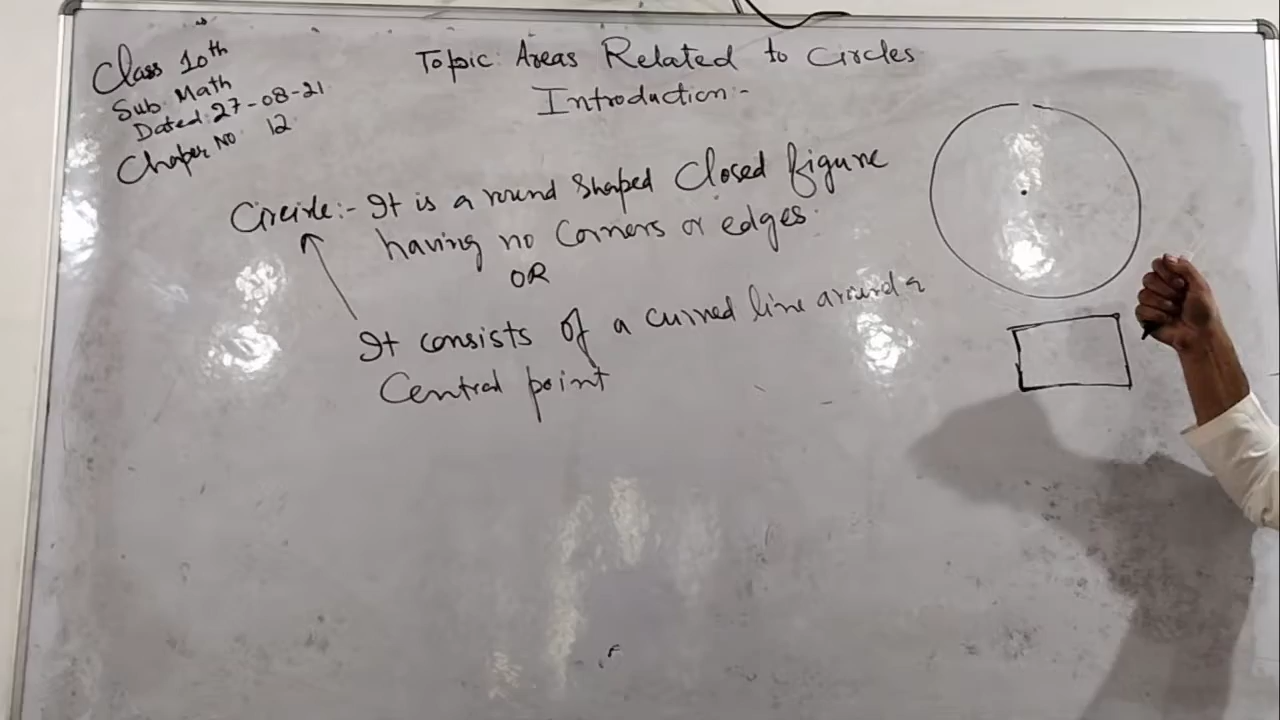 Class 10th
Sub. Math
Dated: 27-08-21
Chaper No 12
Topic: Areas Related to Circles
Introduction:-
Circle:- It is a round shaped Closed figure
having no Corners or edges.
OR
It consists of a curved line around a
Central point